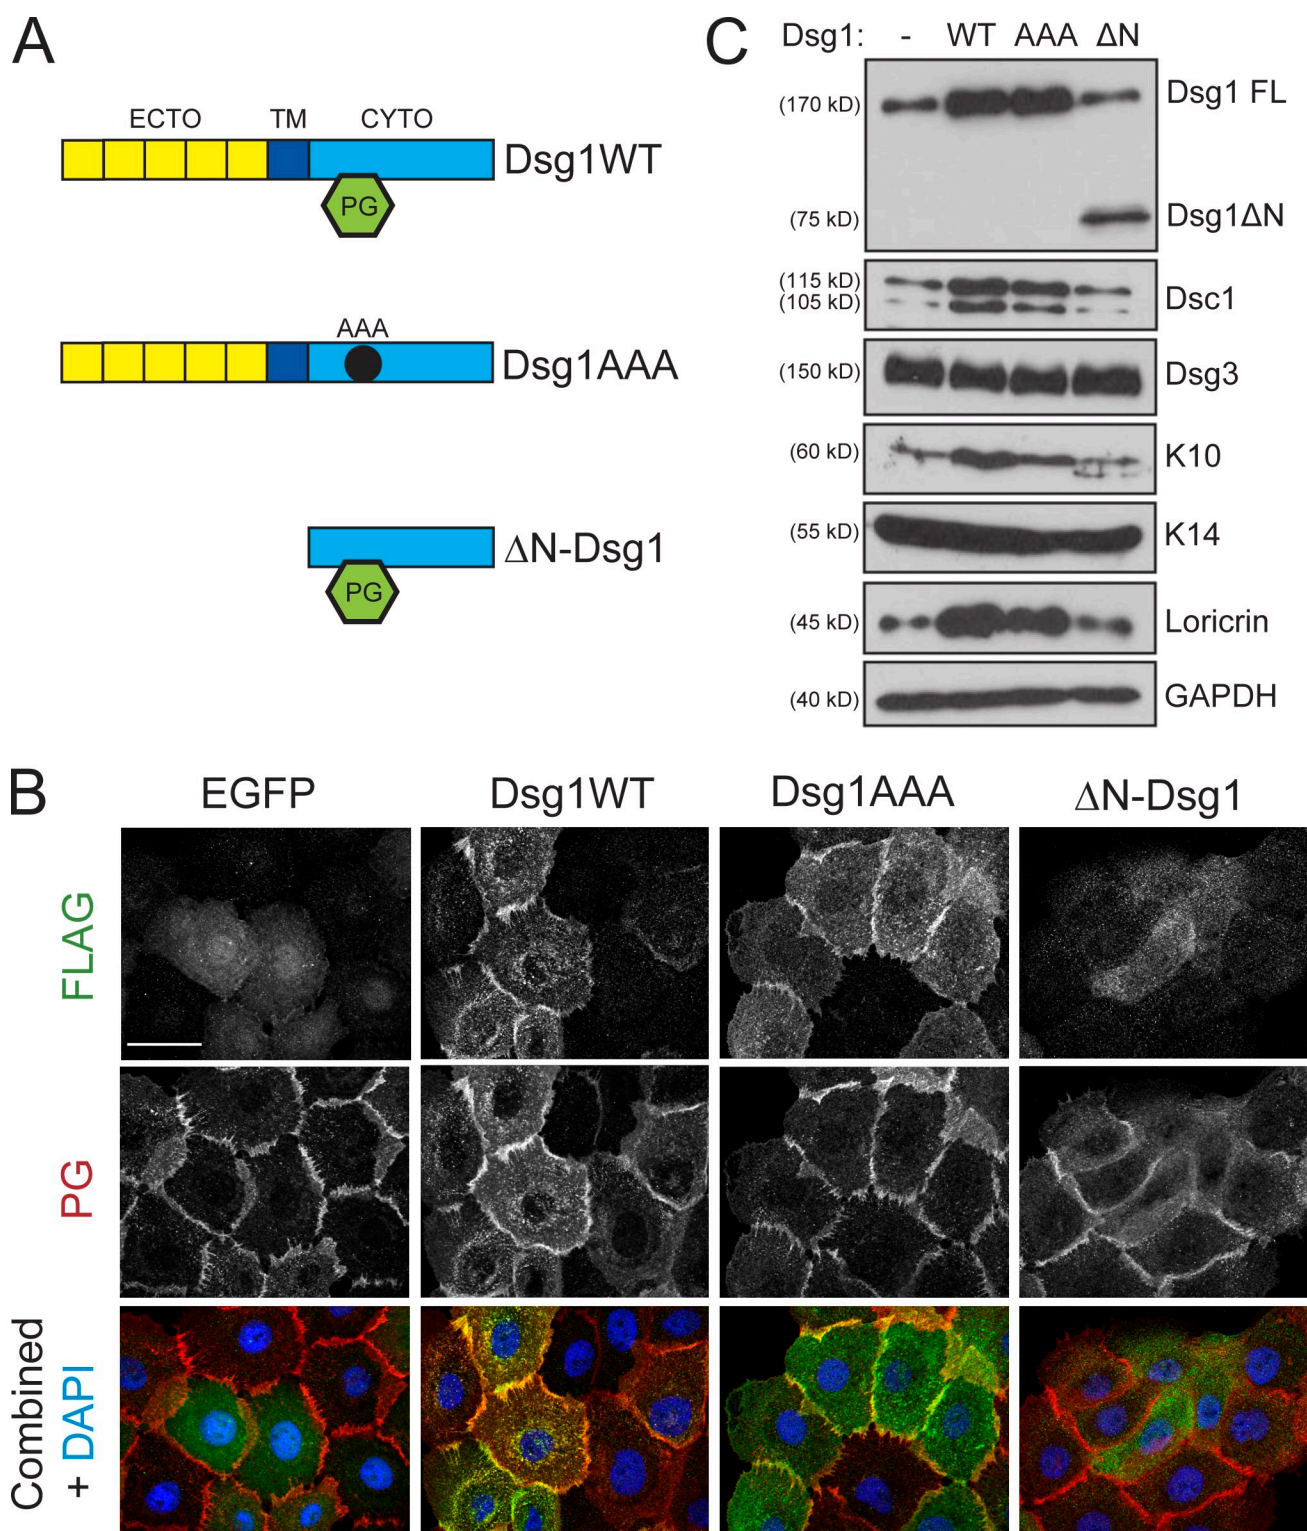 A
ECTO TM CYTO
Dsg1WT
PG
AAA
Dsg1AAA
ΔN-Dsg1
PG
C
Dsg1: - WT AAA ΔN
(170 kD) Dsg1 FL
(75 kD) Dsg1ΔN
(115 kD)
(105 kD) Dsc1
(150 kD) Dsg3
(60 kD) K10
(55 kD) K14
(45 kD) Loricrin
(40 kD) GAPDH
B
EGFP Dsg1WT Dsg1AAA ΔN-Dsg1
FLAG
PG
Combined
+ DAPI